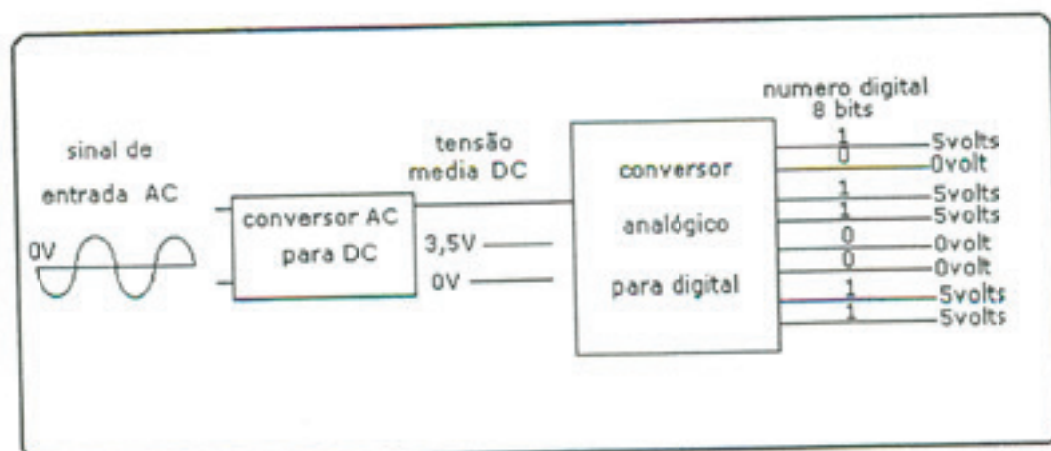 sinal de
entrada AC
0V
conversor AC
para DC
tensão
media DC
3,5V
0V
conversor
analógico
para digital
numero digital
8 bits
1 5volts
0 0volt
1 5volts
1 5volts
0 0volt
0 0volt
1 5volts
1 5volts